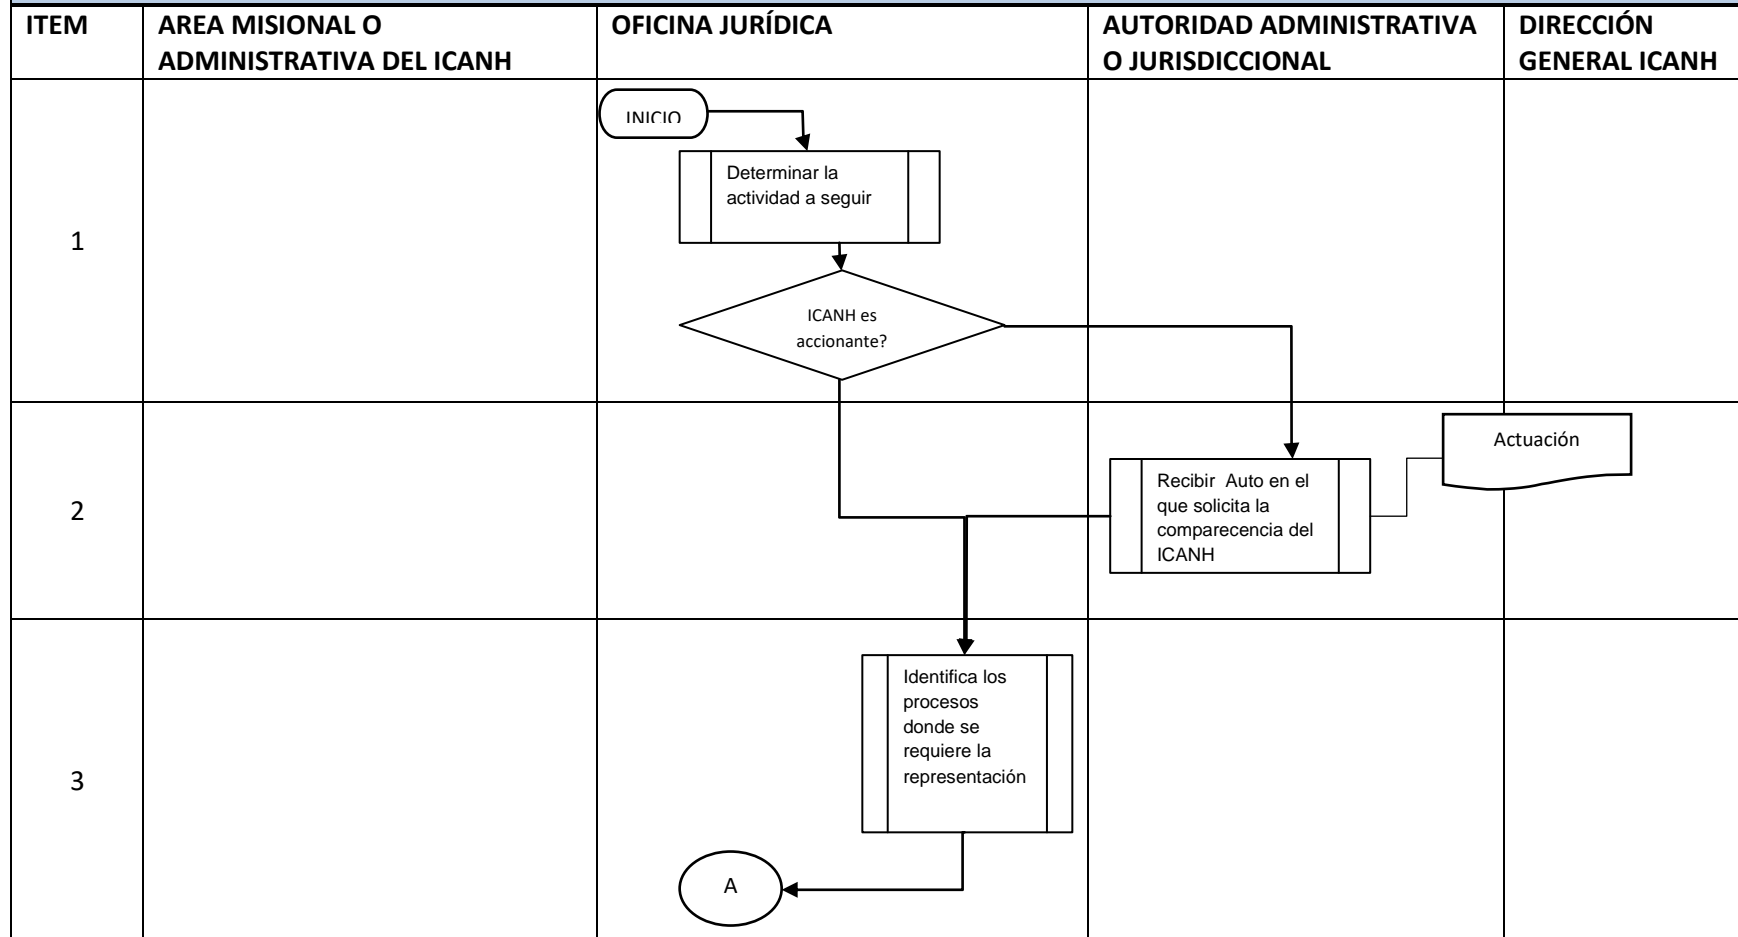 ITEM
AREA MISIONAL O
ADMINISTRATIVA DEL ICANH
OFICINA JURÍDICA
AUTORIDAD ADMINISTRATIVA
O JURISDICCIONAL
DIRECCIÓN
GENERAL ICANH
1
INICIO
Determinar la
actividad a seguir
ICANH es
accionante?
2
Recibir Auto en el
que solicita la
comparecencia del
ICANH
Actuación
3
Identifica los
procesos
donde se
requiere la
representación
A